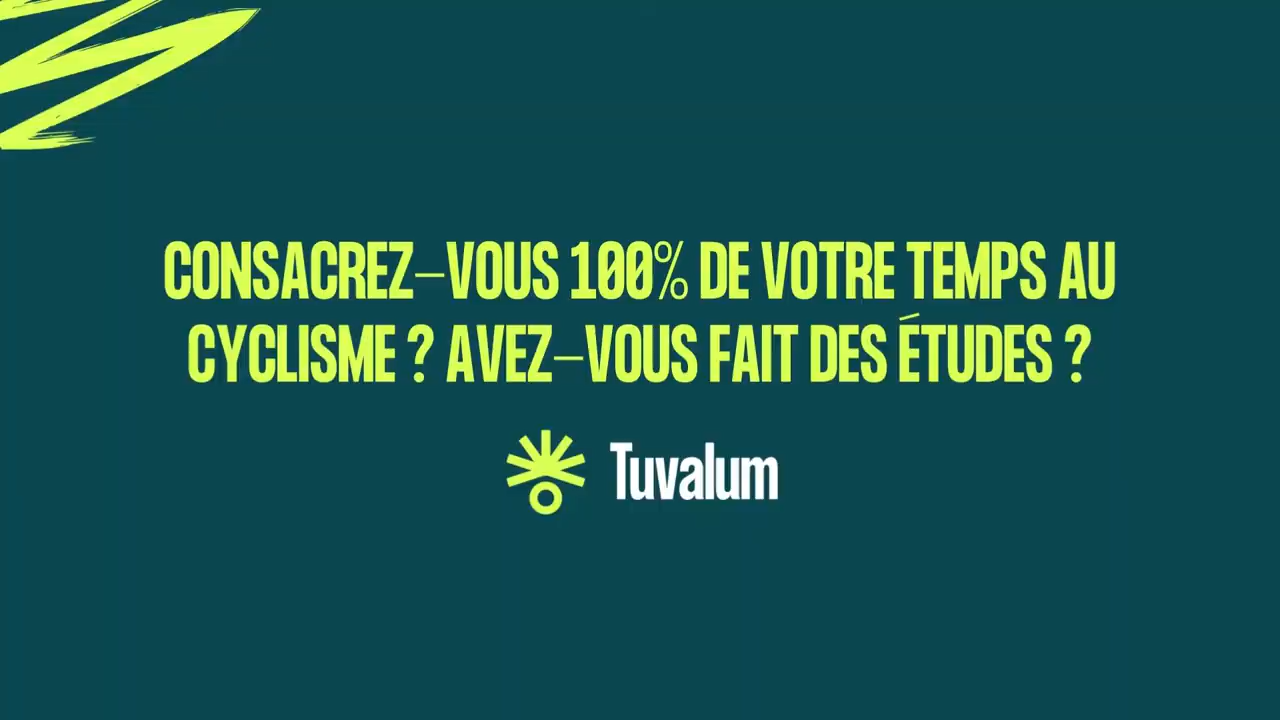 CONSACREZ–VOUS 100% DE VOTRE TEMPS AU
CYCLISME ? AVEZ–VOUS FAIT DES ÉTUDES ?
Tuvalum